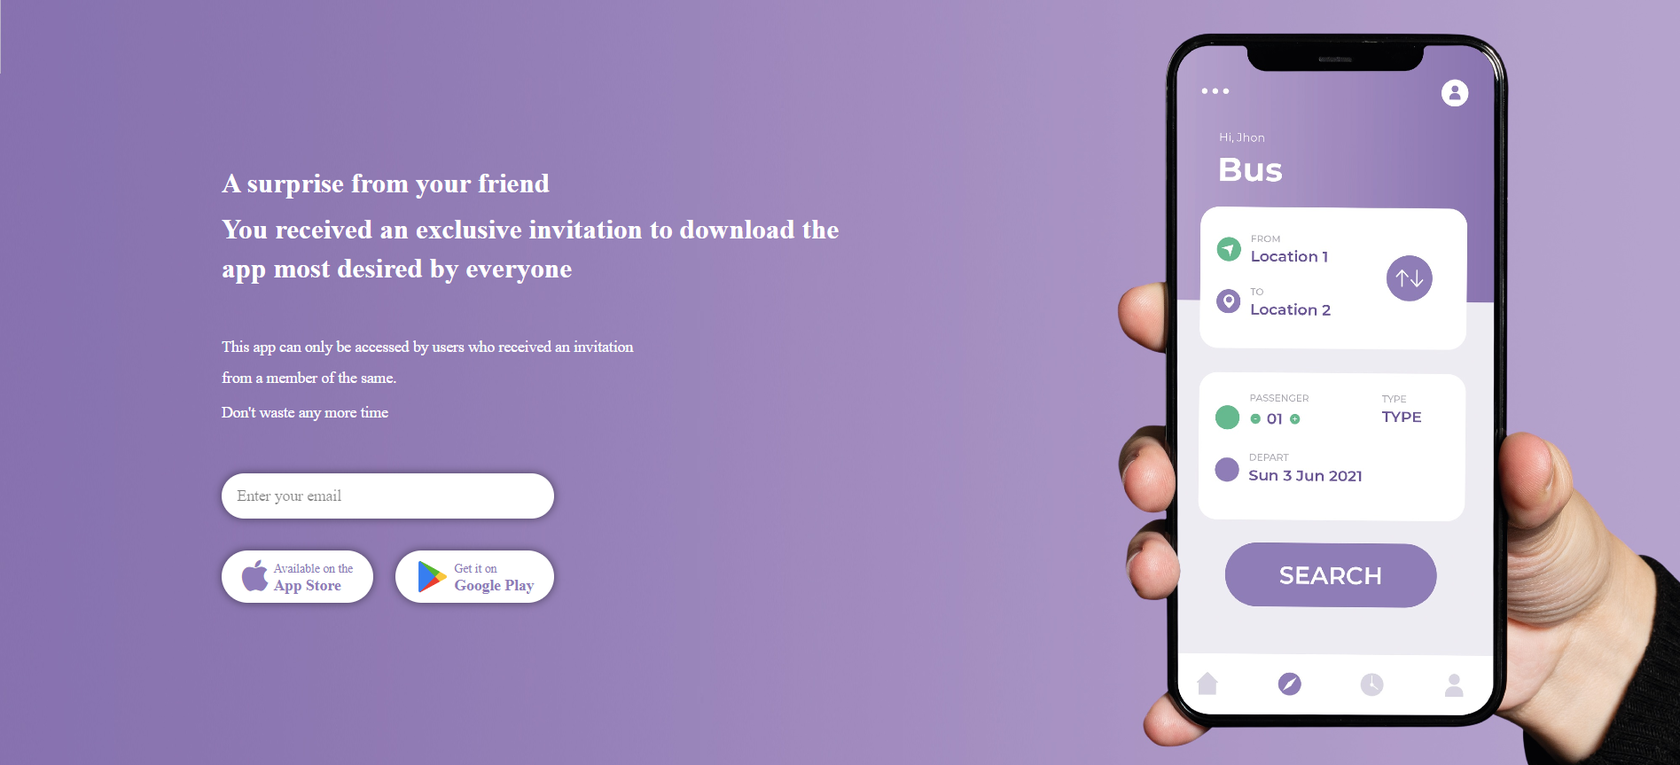 A surprise from your friend
You received an exclusive invitation to download the
app most desired by everyone
This app can only be accessed by users who received an invitation
from a member of the same.
Don't waste any more time
Enter your email
Available on the
App Store
Get it on
Google Play
Hi, Jhon
Bus
FROM
Location 1
TO
Location 2
PASSENGER
- 01 +
TYPE
TYPE
DEPART
Sun 3 Jun 2021
SEARCH